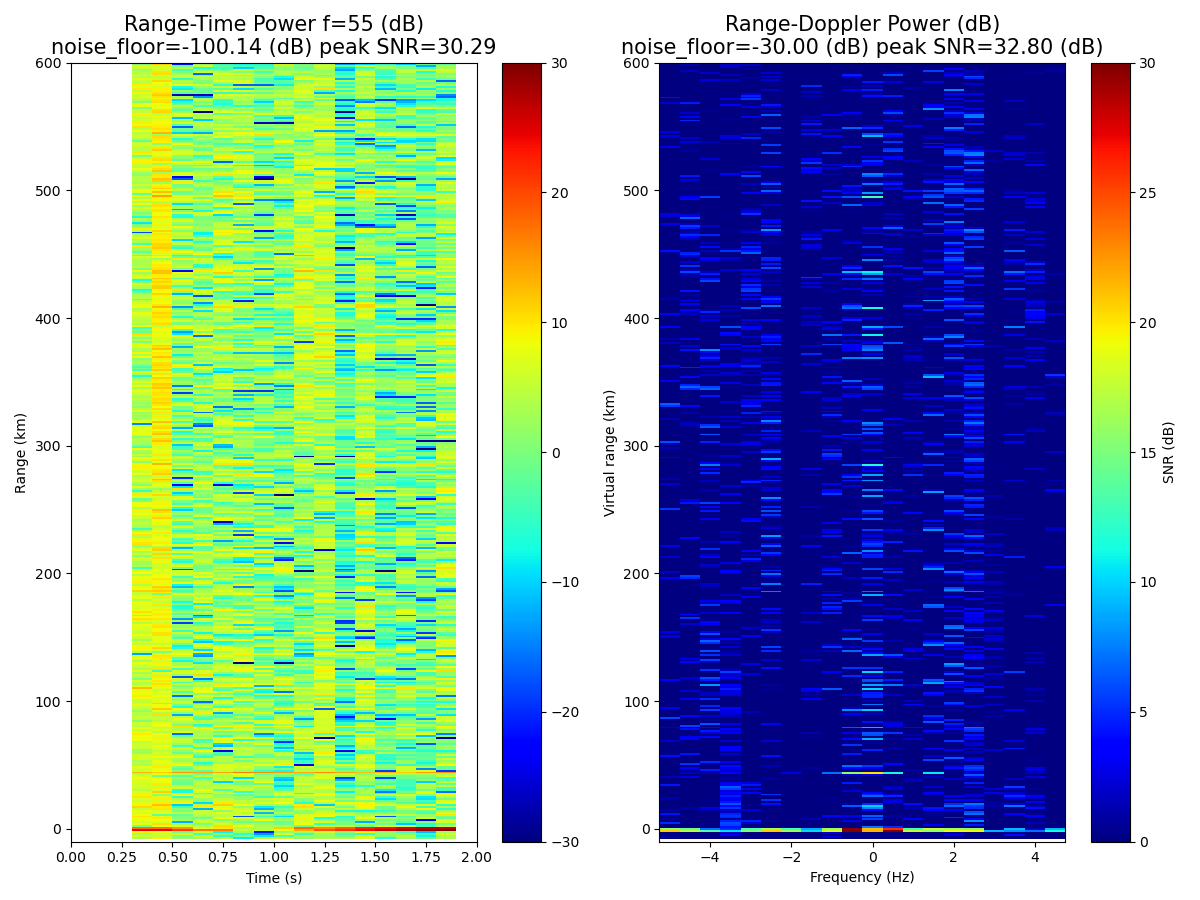 Range-Time Power f=55 (dB)
noise_floor=-100.14 (dB) peak SNR=30.29
600
500
400
300
200
100
0
Range (km)
0.00 0.25 0.50 0.75 1.00 1.25 1.50 1.75 2.00
Time (s)
30
20
10
0
−10
−20
−30
Range-Doppler Power (dB)
noise_floor=-30.00 (dB) peak SNR=32.80 (dB)
600
500
400
300
200
100
0
Virtual range (km)
−4 −2 0 2 4
Frequency (Hz)
30
25
20
15
10
5
0
SNR (dB)